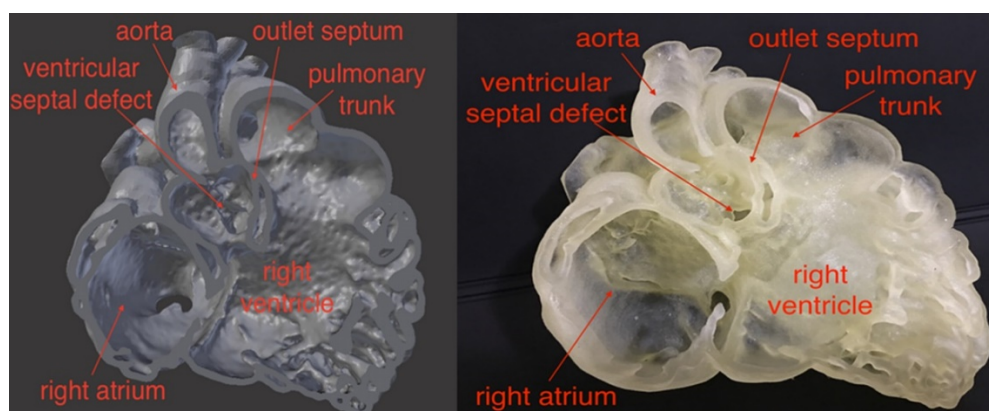 aorta
outlet septum
ventricular
septal defect
pulmonary
trunk
right
ventricle
right atrium
aorta
outlet septum
ventricular
septal defect
pulmonary
trunk
right
ventricle
right atrium